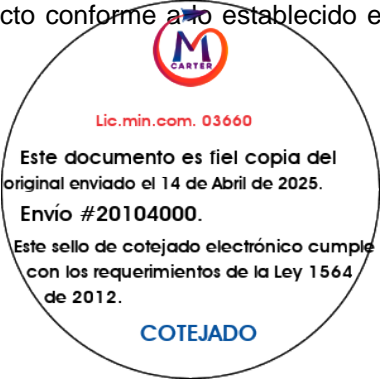 cto conforme a lo establecido e
M
CARTER
Lic.min.com. 03660
Este documento es fiel copia del
original enviado el 14 de Abril de 2025.
Envío #20104000.
Este sello de cotejado electrónico cumple
con los requerimientos de la Ley 1564
de 2012.
COTEJADO